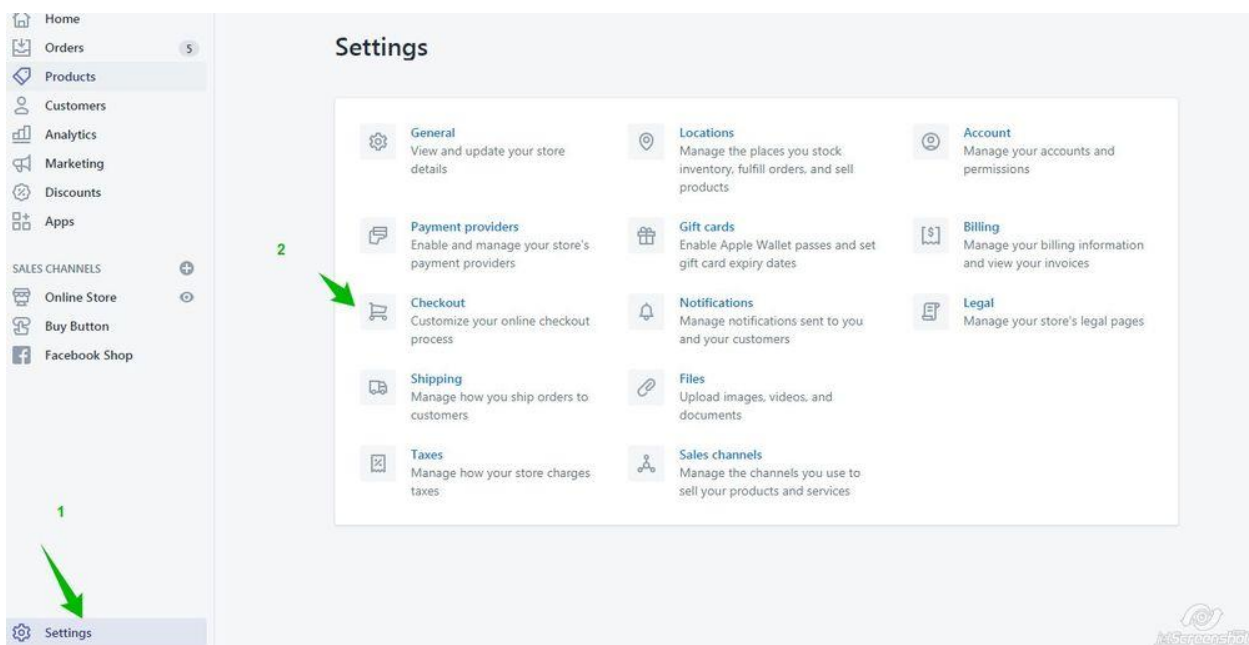 Home
Orders 5
Products
Customers
Analytics
Marketing
Discounts
Apps
SALES CHANNELS
Online Store
Buy Button
Facebook Shop
1
Settings
Settings
General
View and update your store
details
Locations
Manage the places you stock
inventory, fulfill orders, and sell
products
Account
Manage your accounts and
permissions
2
Payment providers
Enable and manage your store's
payment providers
Gift cards
Enable Apple Wallet passes and set
gift card expiry dates
Billing
Manage your billing information
and view your invoices
Checkout
Customize your online checkout
process
Notifications
Manage notifications sent to you
and your customers
Legal
Manage your store's legal pages
Shipping
Manage how you ship orders to
customers
Files
Upload images, videos, and
documents
Taxes
Manage how your store charges
taxes
Sales channels
Manage the channels you use to
sell your products and services
jetScreenshot